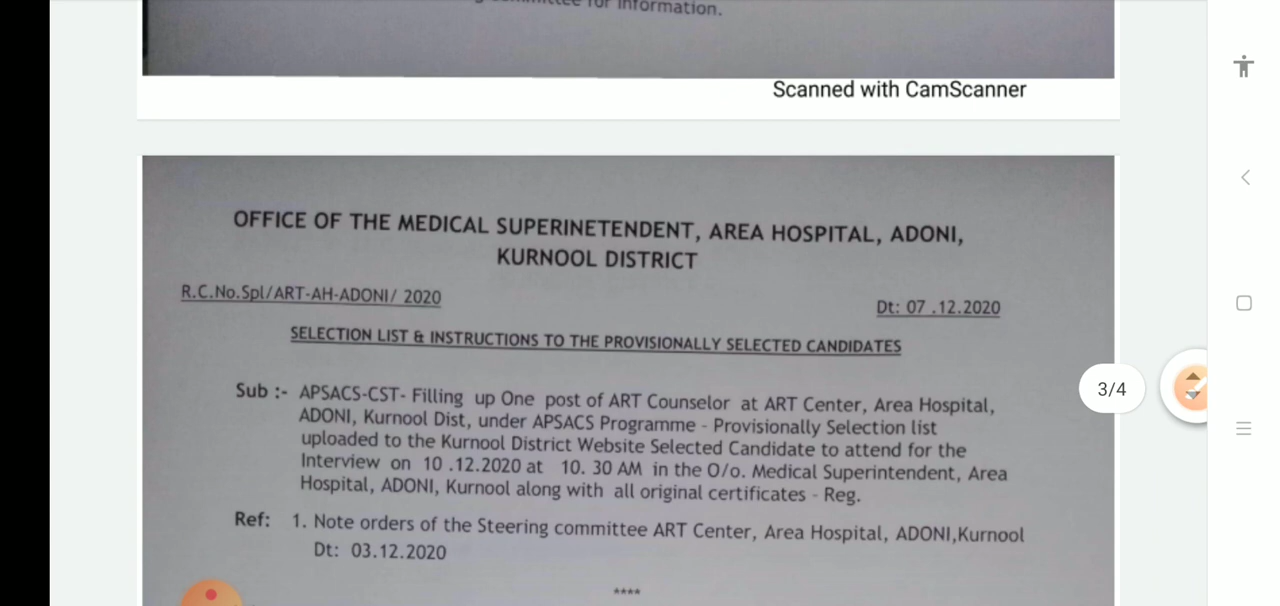 for information.
Scanned with CamScanner
OFFICE OF THE MEDICAL SUPERINETENDENT, AREA HOSPITAL, ADONI,
KURNOOL DISTRICT
R.C.No.Spl/ART-AH-ADONI/ 2020
Dt: 07 .12.2020
SELECTION LIST & INSTRUCTIONS TO THE PROVISIONALLY SELECTED CANDIDATES
Sub :- APSACS-CST- Filling up One post of ART Counselor at ART Center, Area Hospital,
ADONI, Kurnool Dist, under APSACS Programme - Provisionally Selection list
uploaded to the Kurnool District Website Selected Candidate to attend for the
Interview on 10 .12.2020 at 10. 30 AM in the O/o. Medical Superintendent, Area
Hospital, ADONI, Kurnool along with all original certificates - Reg.
3/4
Ref: 1. Note orders of the Steering committee ART Center, Area Hospital, ADONI,Kurnool
Dt: 03.12.2020
****